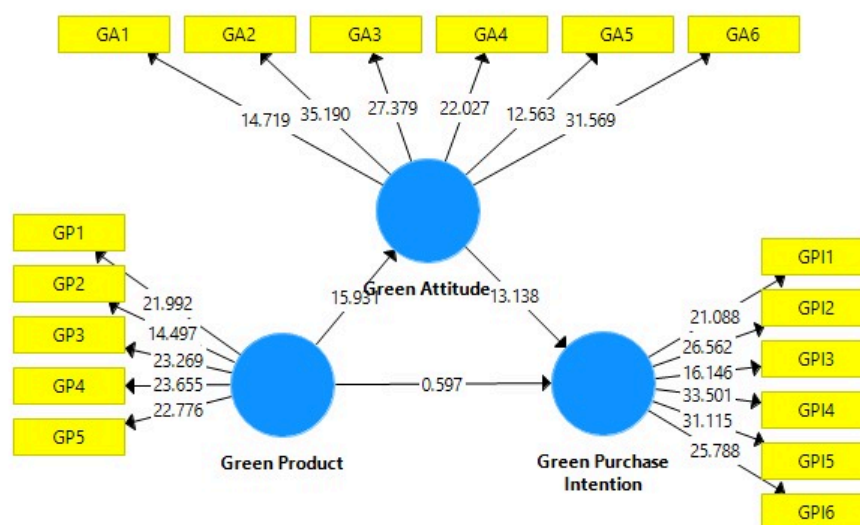 GA1 GA2 GA3 GA4 GA5 GA6
14.719 35.190 27.379 22.027 12.563 31.569
GP1
GP2
GP3
GP4
GP5
21.992
14.497
23.269
23.655
22.776
15.931
Green Attitude
13.138
0.597
Green Product
Green Purchase
Intention
21.088
26.562
16.146
33.501
31.115
25.788
GPI1
GPI2
GPI3
GPI4
GPI5
GPI6